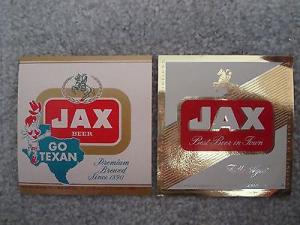 JAX
BEER
GO
TEXAN
Premium
Brewed
Since 1890
JAX
Best Beer in Town